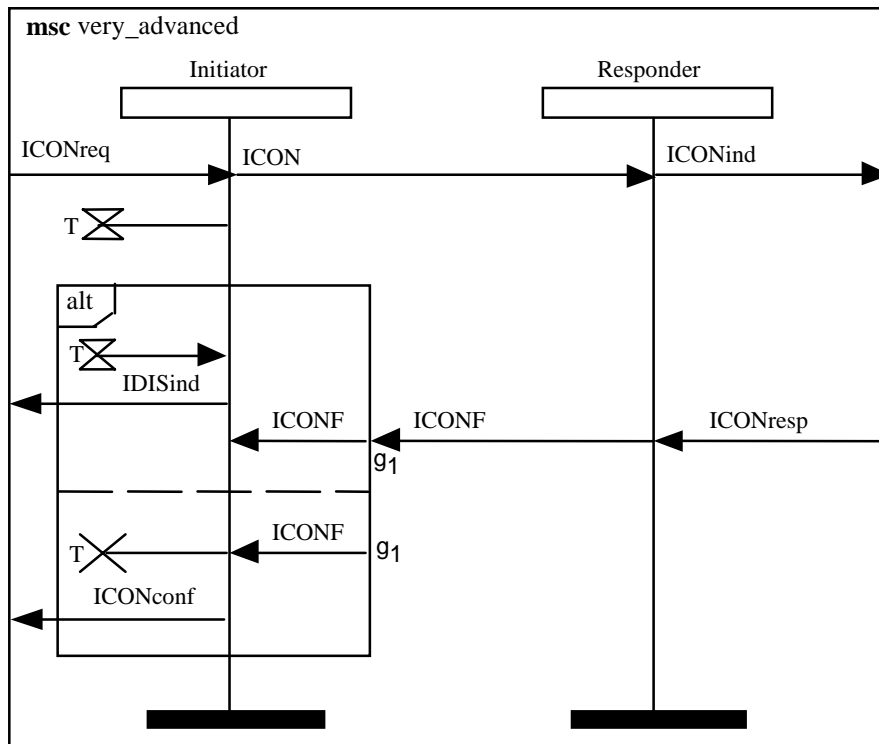 msc very_advanced
Initiator Responder
ICONreq ICON ICONind
T
alt
T
IDISind
ICONF ICONF ICONresp
g1
ICONF
T g1
ICONconf